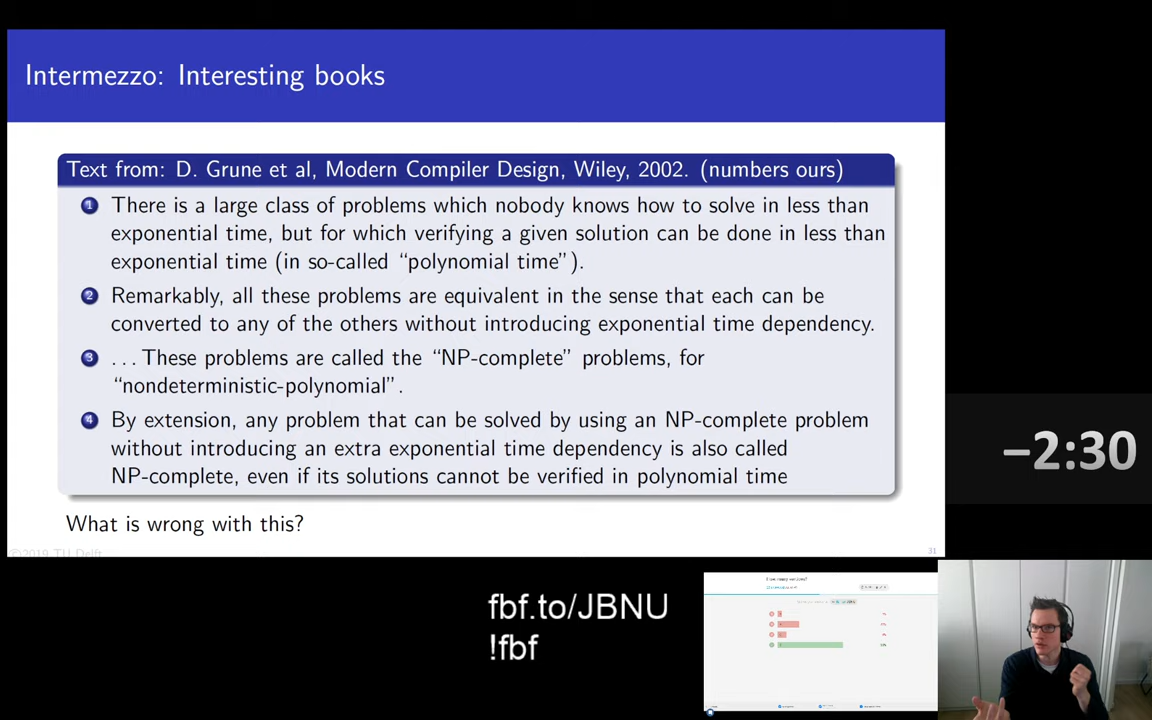 Intermezzo: Interesting books
Text from: D. Grune et al, Modern Compiler Design, Wiley, 2002. (numbers ours)
1 There is a large class of problems which nobody knows how to solve in less than
exponential time, but for which verifying a given solution can be done in less than
exponential time (in so-called “polynomial time”).
2 Remarkably, all these problems are equivalent in the sense that each can be
converted to any of the others without introducing exponential time dependency.
3 ... These problems are called the “NP-complete” problems, for
“nondeterministic-polynomial”.
4 By extension, any problem that can be solved by using an NP-complete problem
without introducing an extra exponential time dependency is also called
NP-complete, even if its solutions cannot be verified in polynomial time
What is wrong with this?
©2019 TU Delft
31
−2:30
fbf.to/JBNU
!fbf